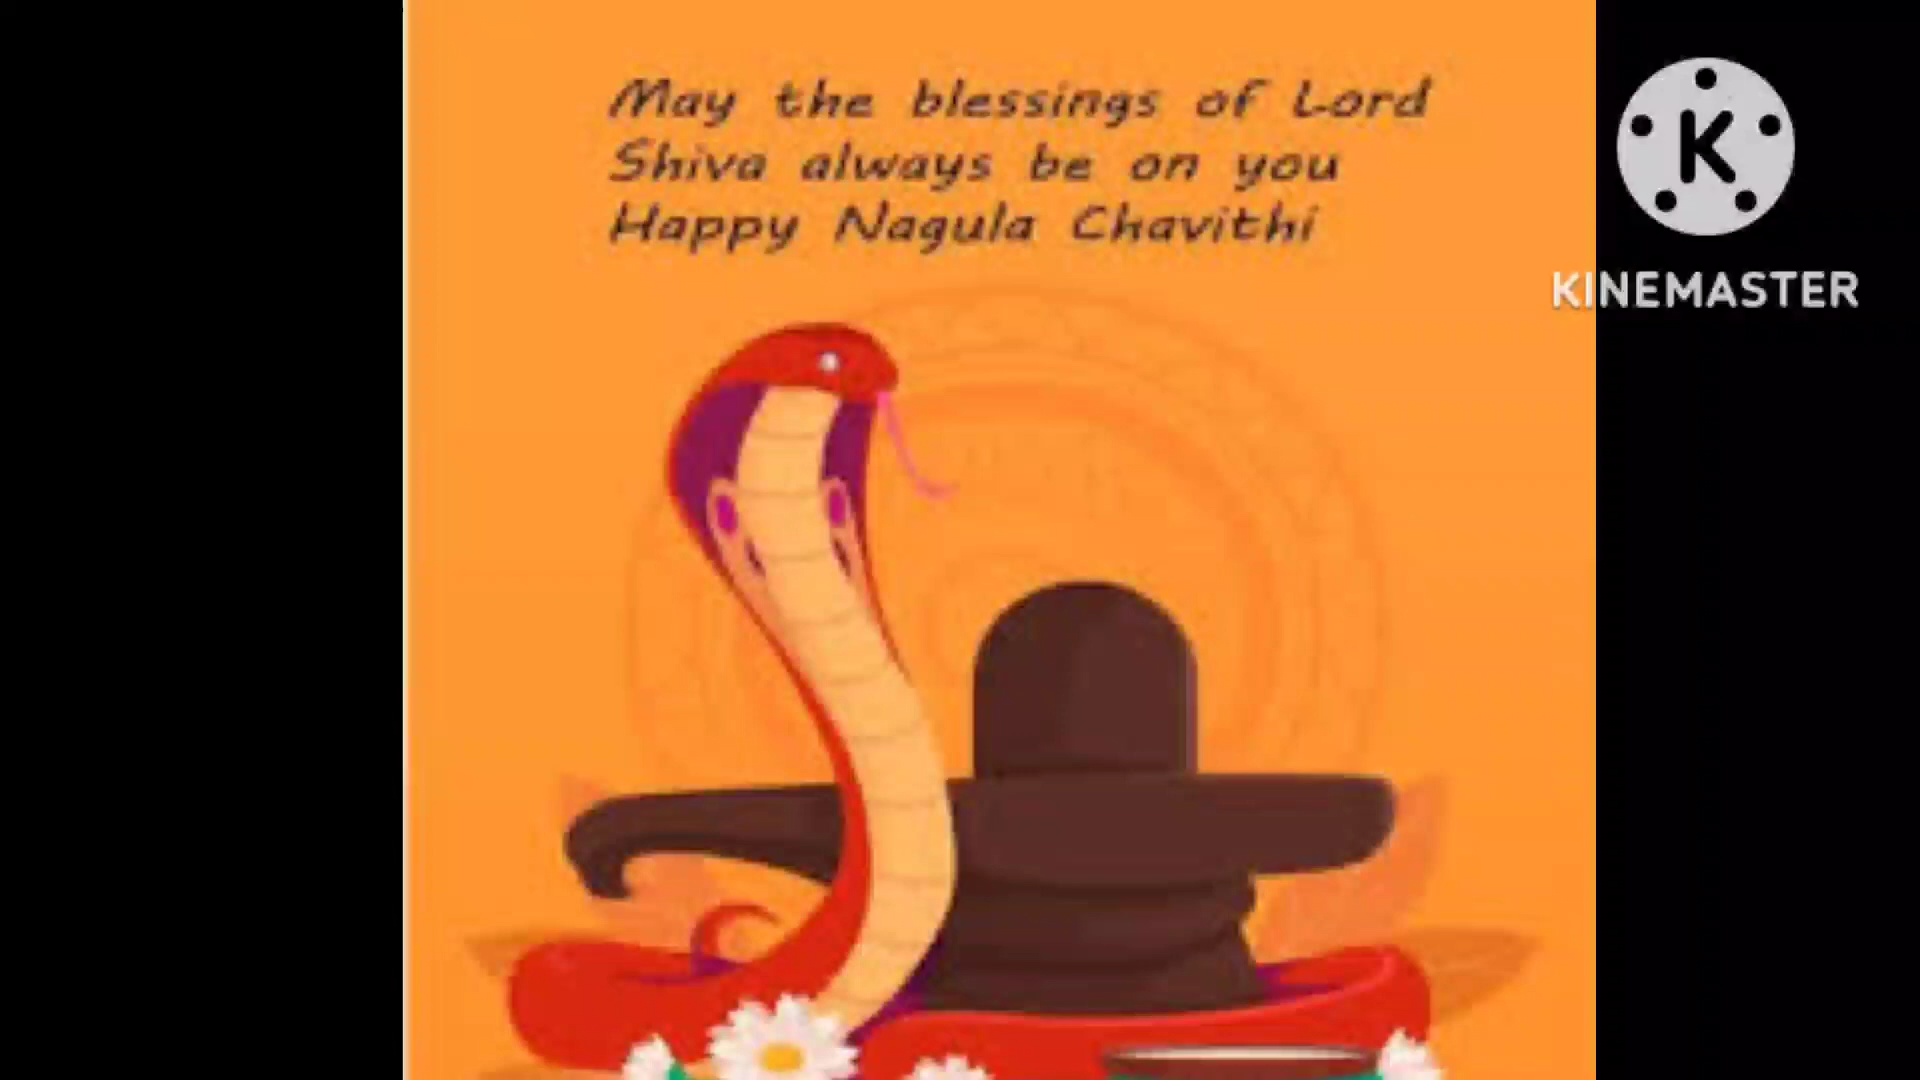 May the blessings of Lord
Shiva always be on you
Happy Nagula Chavithi
K
KINEMASTER